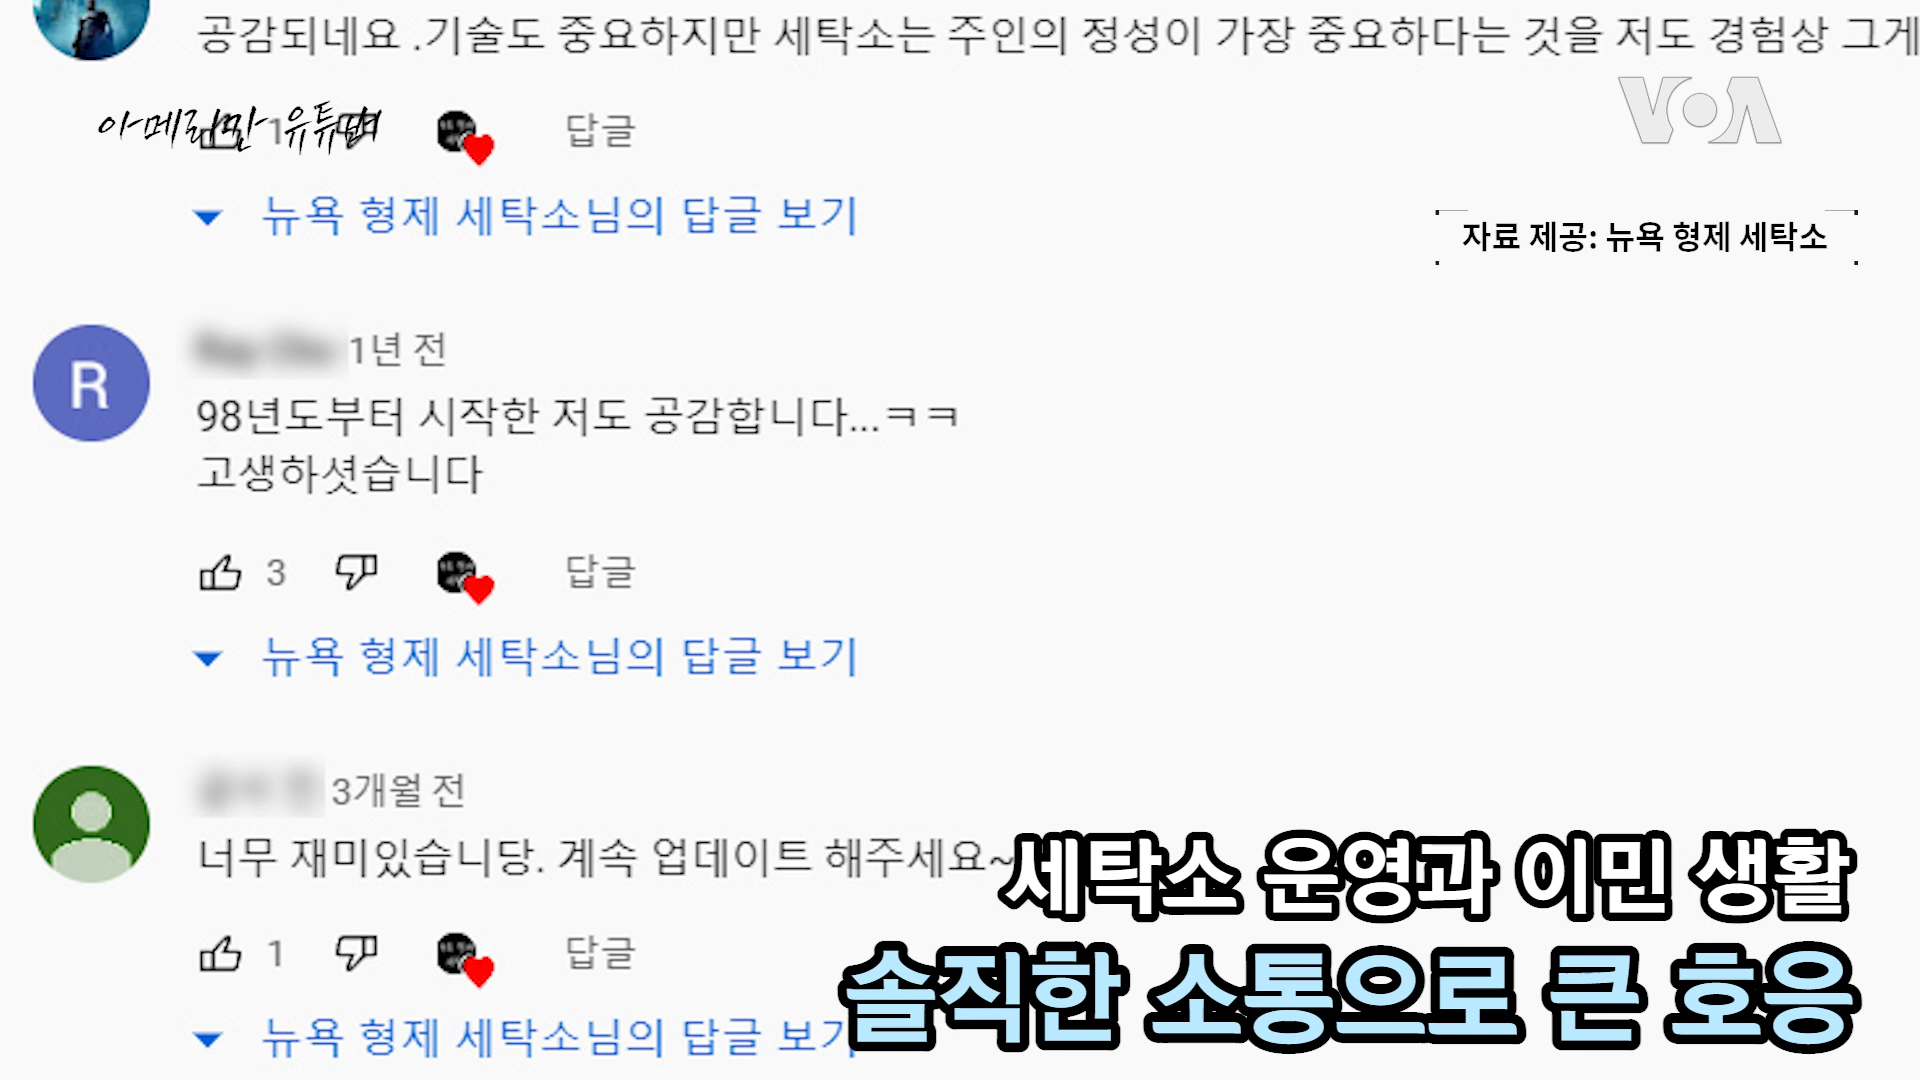 공감되네요 .기술도 중요하지만 세탁소는 주인의 정성이 가장 중요하다는 것을 저도 경험상 그게
VOA
아메리칸 유튜버
1
답글
뉴욕 형제 세탁소님의 답글 보기
자료 제공: 뉴욕 형제 세탁소
R
1년 전
98년도부터 시작한 저도 공감합니다...ㅋㅋ
고생하셧습니다
3
답글
뉴욕 형제 세탁소님의 답글 보기
3개월 전
너무 재미있습니당. 계속 업데이트 해주세요~
세탁소 운영과 이민 생활
1
답글
솔직한 소통으로 큰 호응
뉴욕 형제 세탁소님의 답글 보기